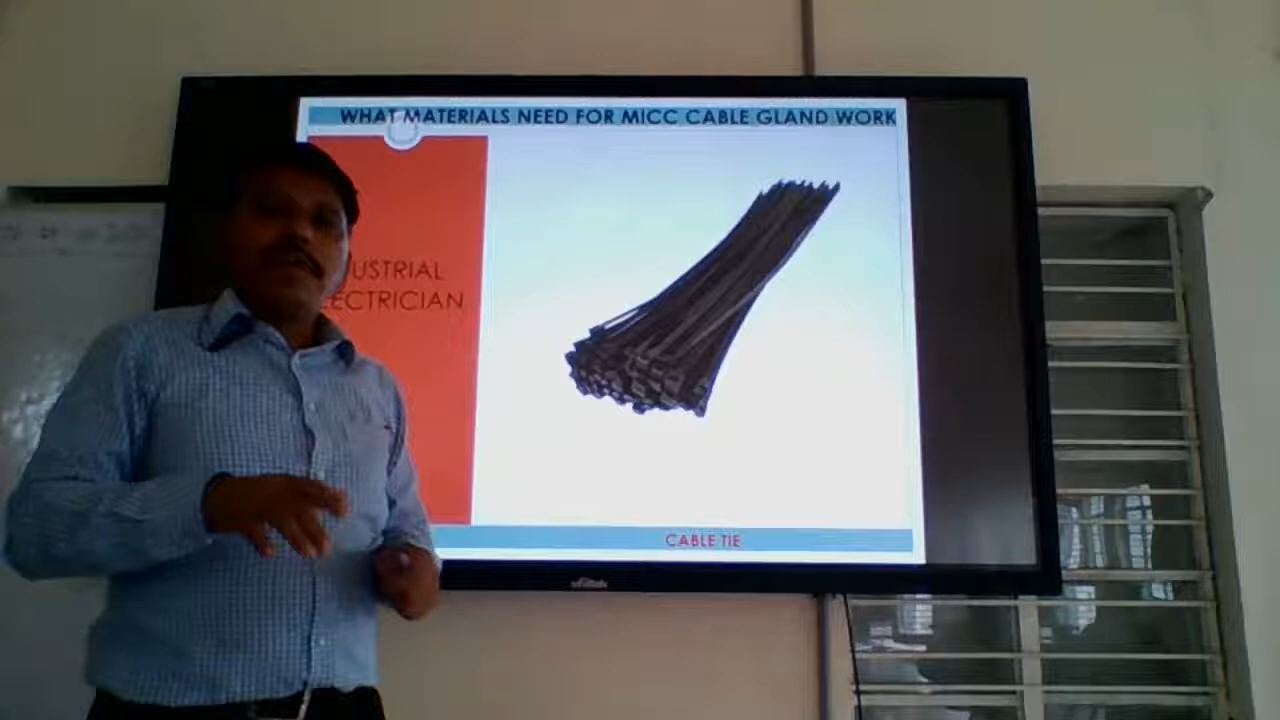 WHAT MATERIALS NEED FOR MICC CABLE GLAND WORK
USTRIAL
ECTRICIAN
CABLE TIE